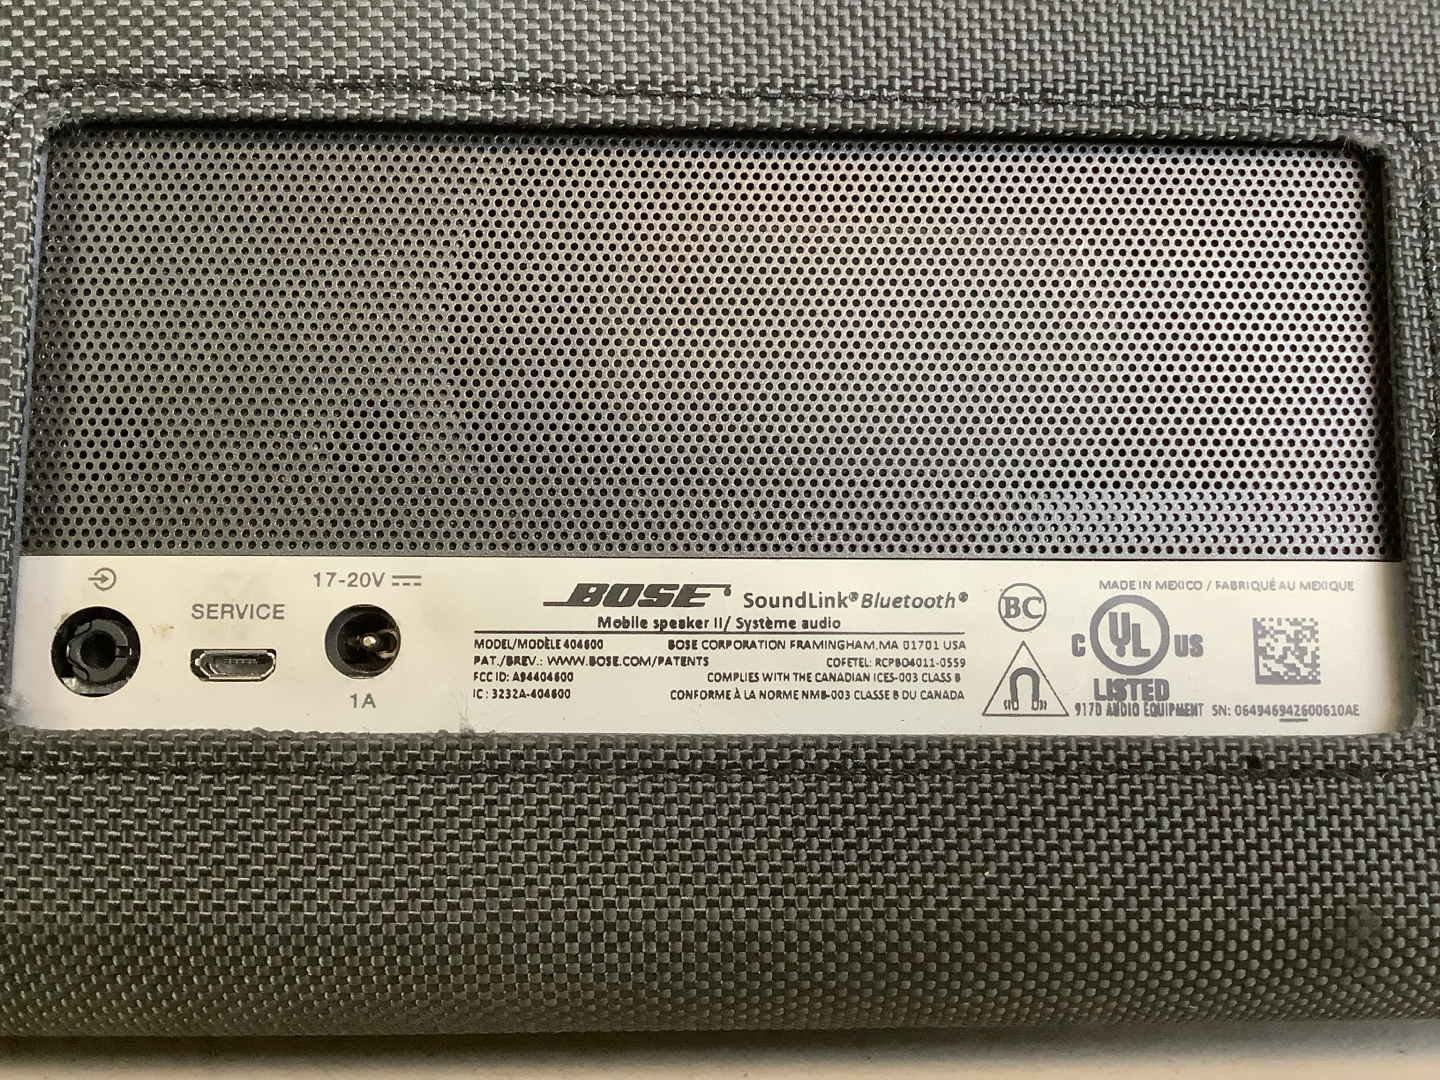 SERVICE
17-20V
1A
BOSE SoundLink® Bluetooth®
Mobile speaker II/ Système audio
MODEL/MODÈLE 404600 BOSE CORPORATION FRAMINGHAM,MA 01701 USA
PAT./BREV.: WWW.BOSE.COM/PATENTS COFETEL: RCPBO4011-0559
FCC ID: A94404600 COMPLIES WITH THE CANADIAN ICES-003 CLASS B
IC : 3232A-404600 CONFORME À LA NORME NMB-003 CLASSE B DU CANADA
BC
MADE IN MEXICO / FABRIQUÉ AU MEXIQUE
C UL US
LISTED
917D AUDIO EQUIPMENT SN: 064946942600610AE